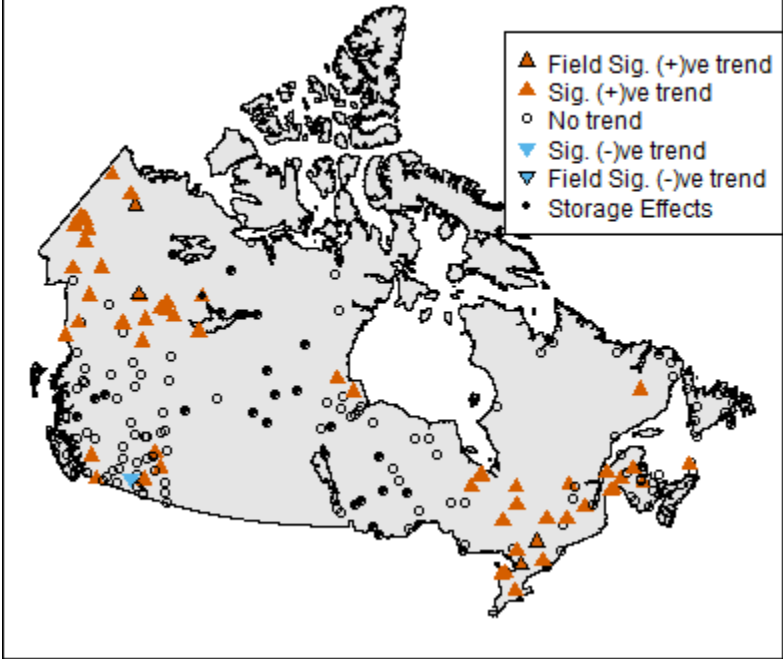 Field Sig. (+)ve trend
Sig. (+)ve trend
No trend
Sig. (-)ve trend
Field Sig. (-)ve trend
Storage Effects